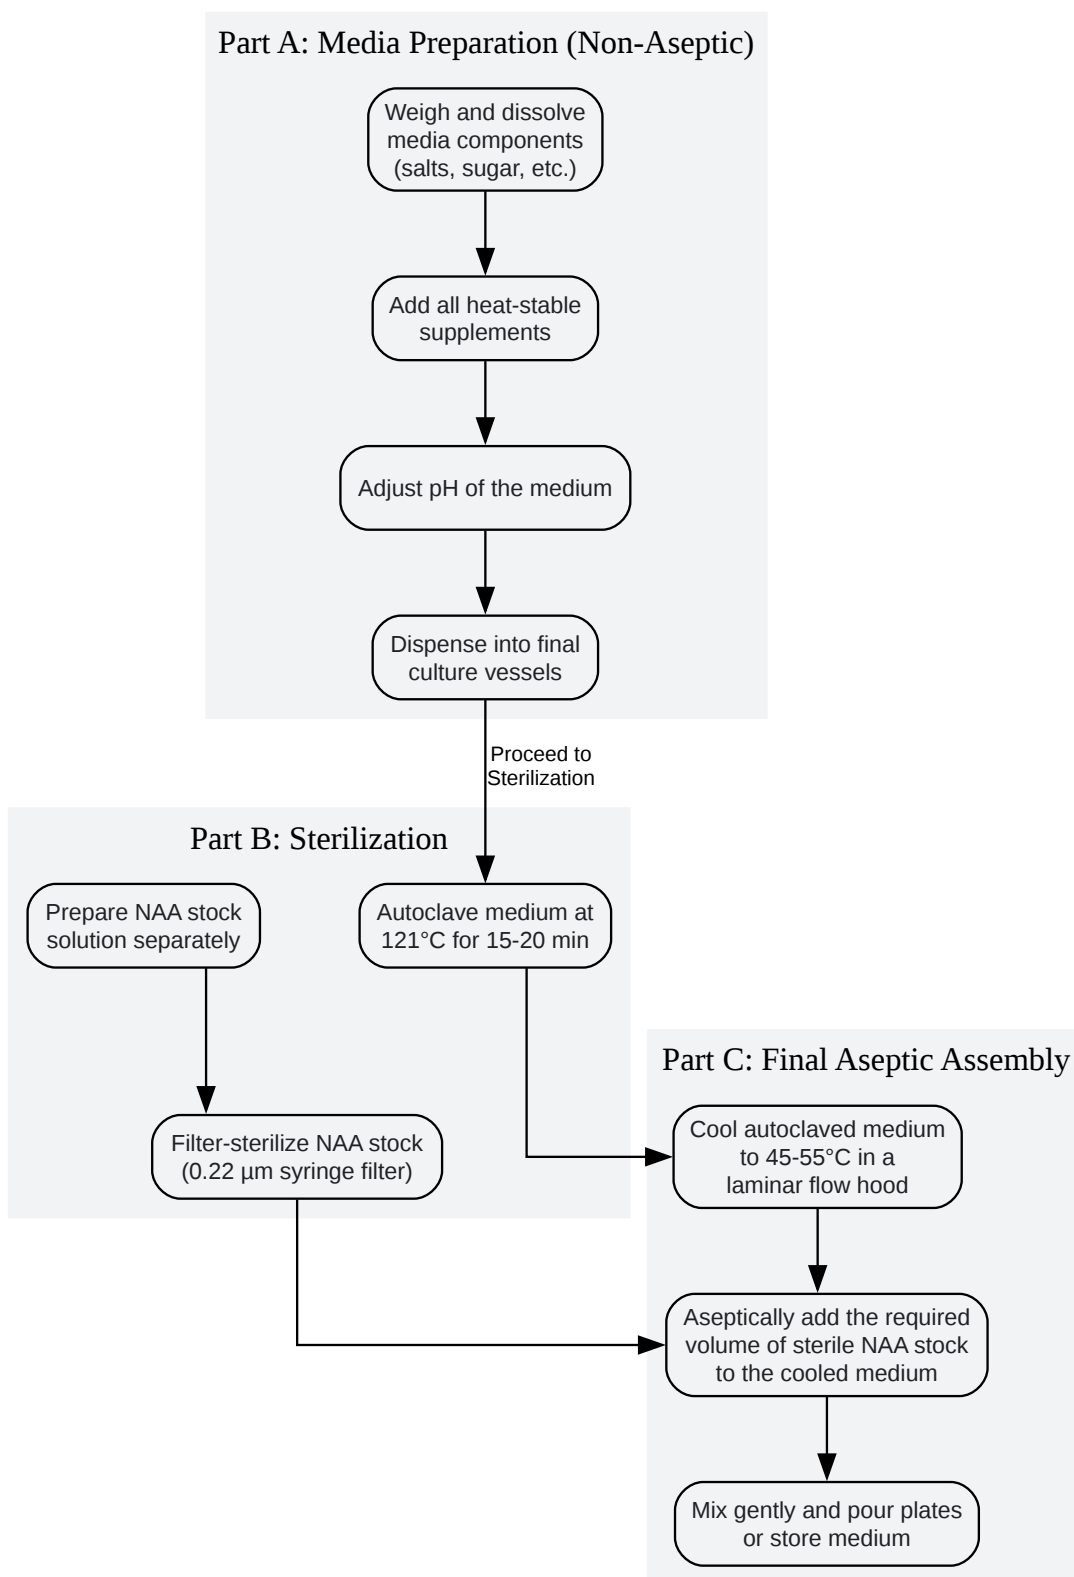 Part A: Media Preparation (Non-Aseptic)
Weigh and dissolve
media components
(salts, sugar, etc.)
Add all heat-stable
supplements
Adjust pH of the medium
Dispense into final
culture vessels
Proceed to
Sterilization
Part B: Sterilization
Prepare NAA stock
solution separately
Autoclave medium at
121°C for 15-20 min
Filter-sterilize NAA stock
(0.22 µm syringe filter)
Part C: Final Aseptic Assembly
Cool autoclaved medium
to 45-55°C in a
laminar flow hood
Aseptically add the required
volume of sterile NAA stock
to the cooled medium
Mix gently and pour plates
or store medium